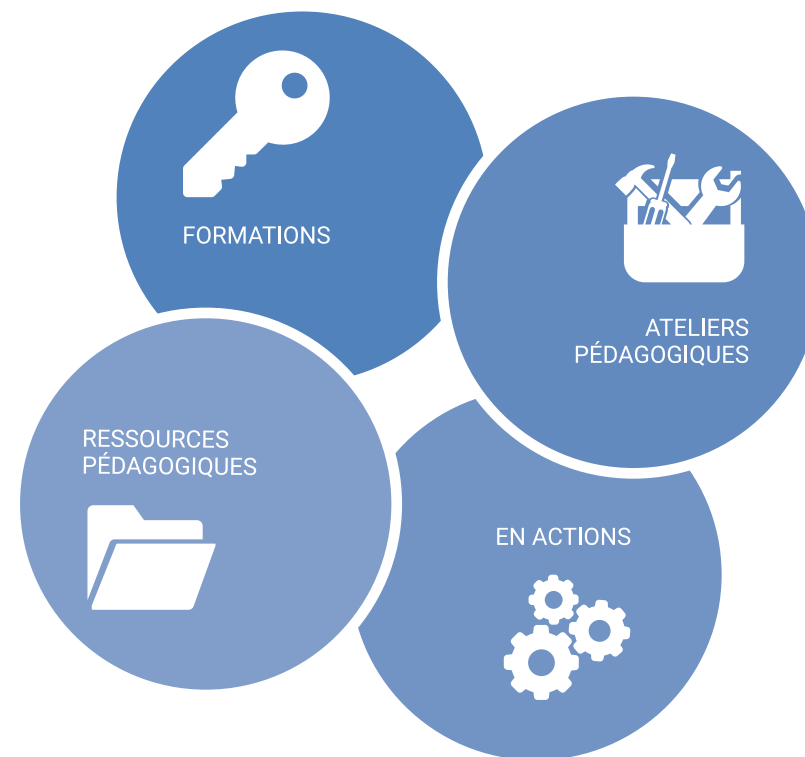 FORMATIONS
ATELIERS
PÉDAGOGIQUES
RESSOURCES
PÉDAGOGIQUES
EN ACTIONS